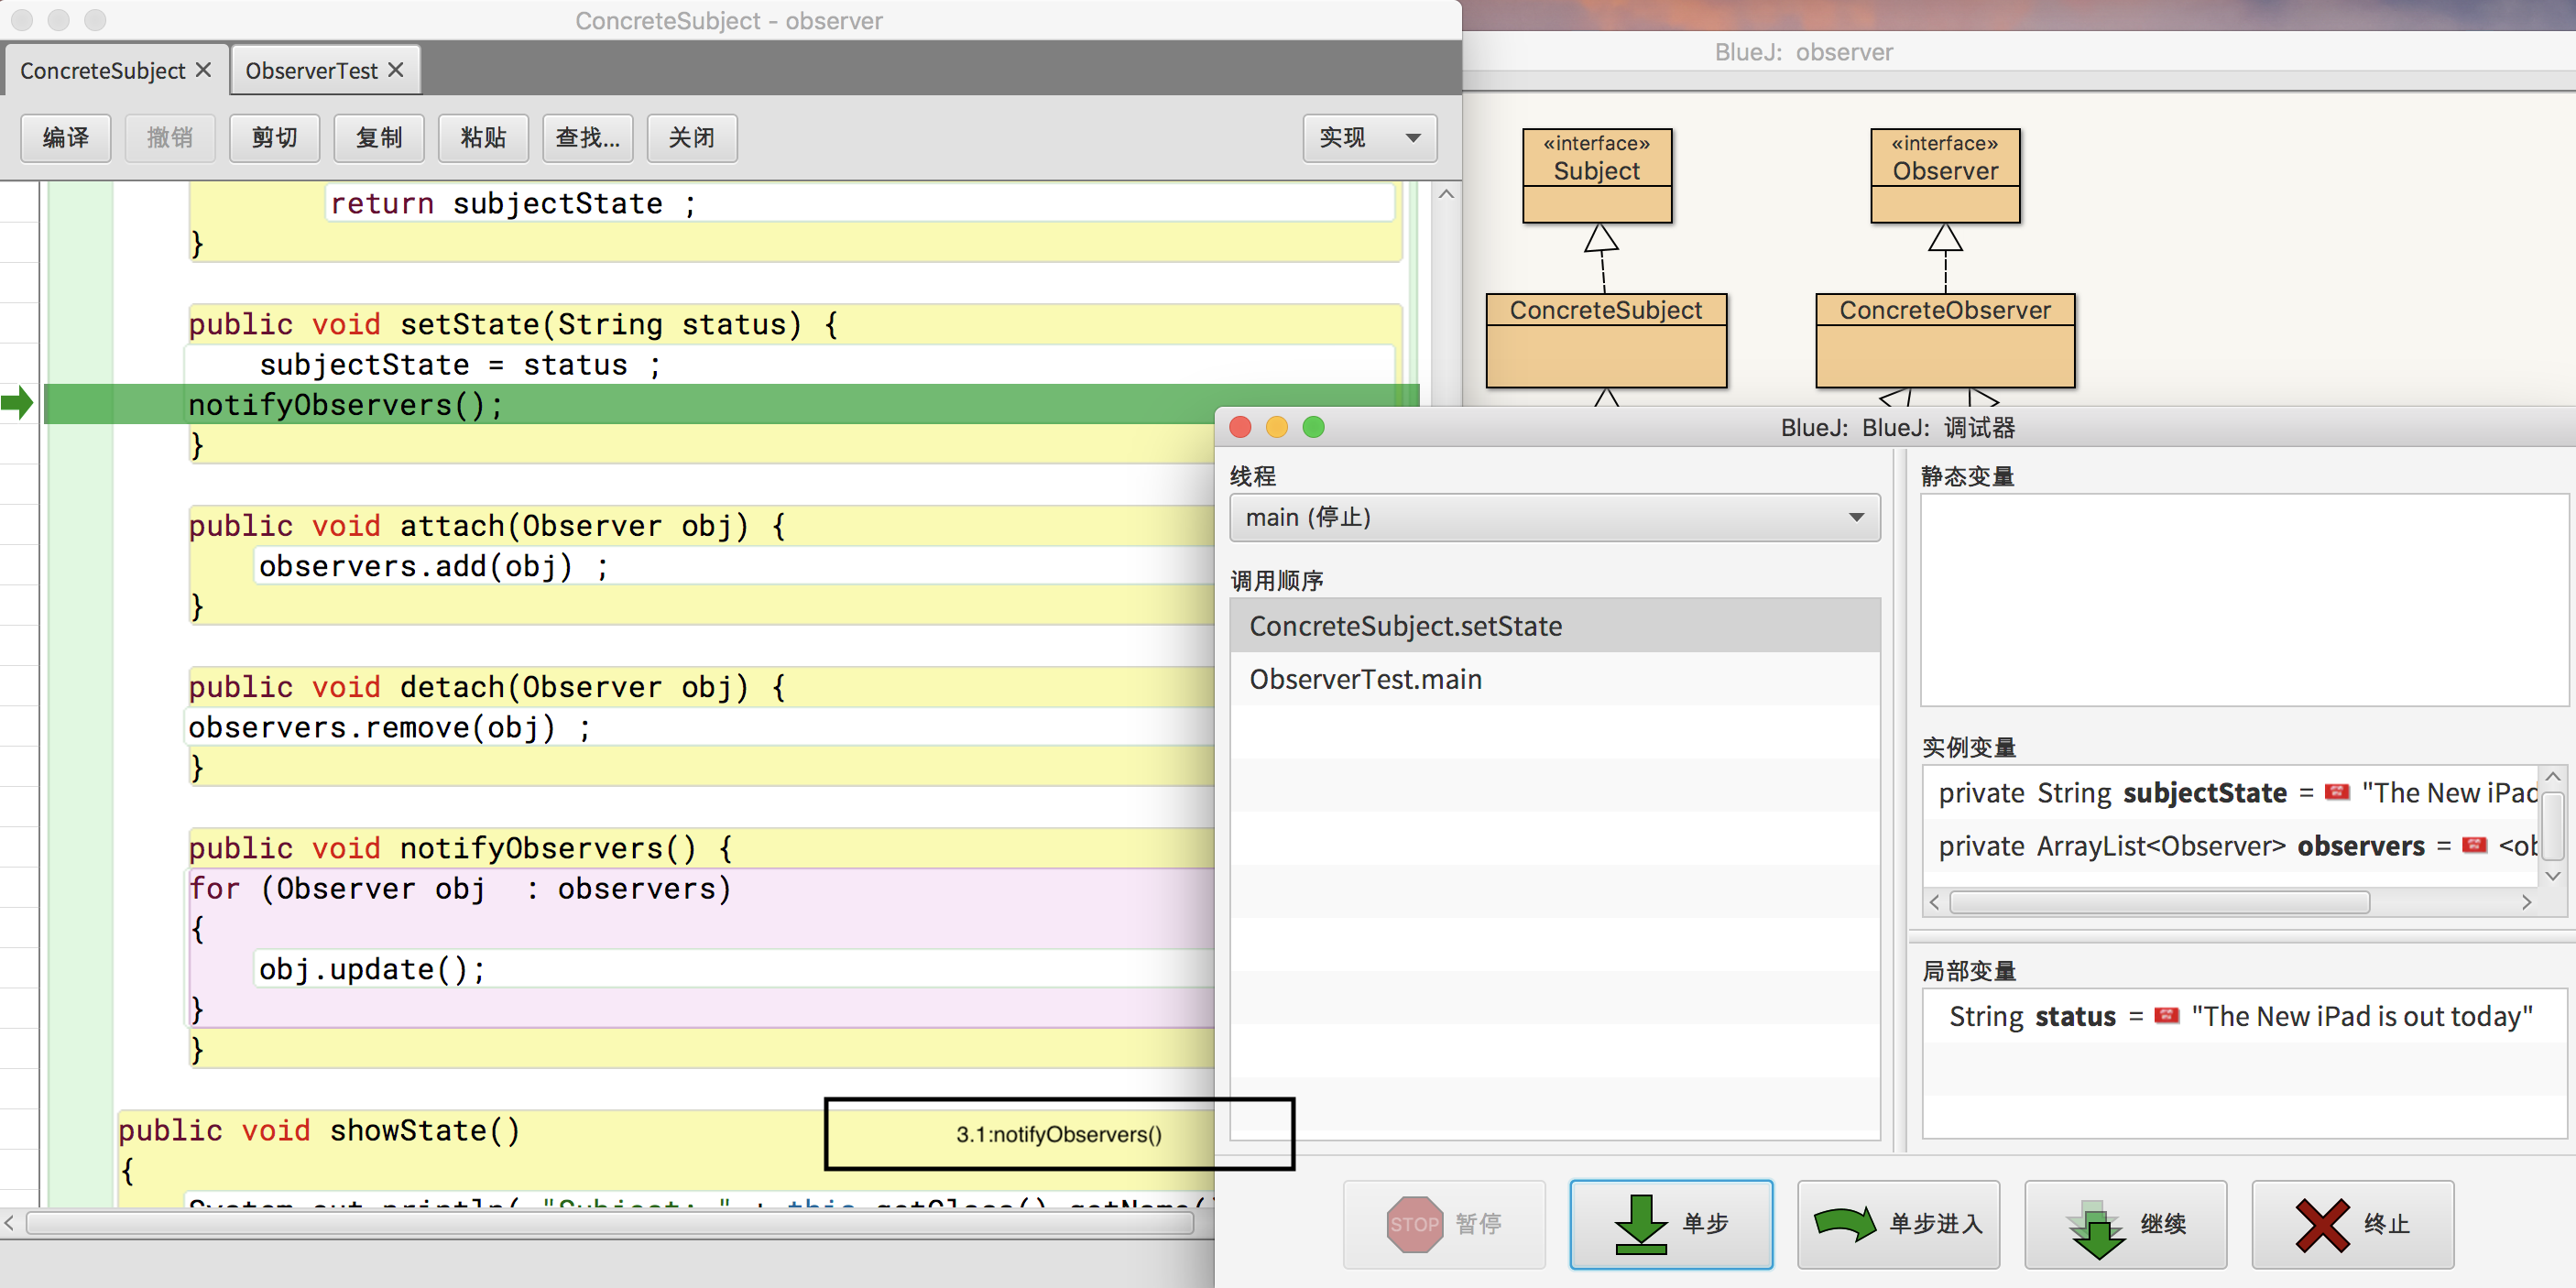 ConcreteSubject - observer
ConcreteSubject
ObserverTest
编译 撤销 剪切 复制 粘贴 查找... 关闭 实现
return subjectState ;
}
public void setState(String status) {
subjectState = status ;
notifyObservers();
}
public void attach(Observer obj) {
observers.add(obj) ;
}
public void detach(Observer obj) {
observers.remove(obj) ;
}
public void notifyObservers() {
for (Observer obj  : observers)
{
obj.update();
}
}
public void showState()
{
3.1:notifyObservers()
BlueJ:  observer
«interface»
Subject
«interface»
Observer
ConcreteSubject
ConcreteObserver
BlueJ:  BlueJ:  调试器
线程
main (停止)
调用顺序
ConcreteSubject.setState
ObserverTest.main
静态变量
实例变量
private String subjectState = "The New iPad
private ArrayList<Observer> observers = <ob
局部变量
String status = "The New iPad is out today"
STOP 暂停
单步
单步进入
继续
终止